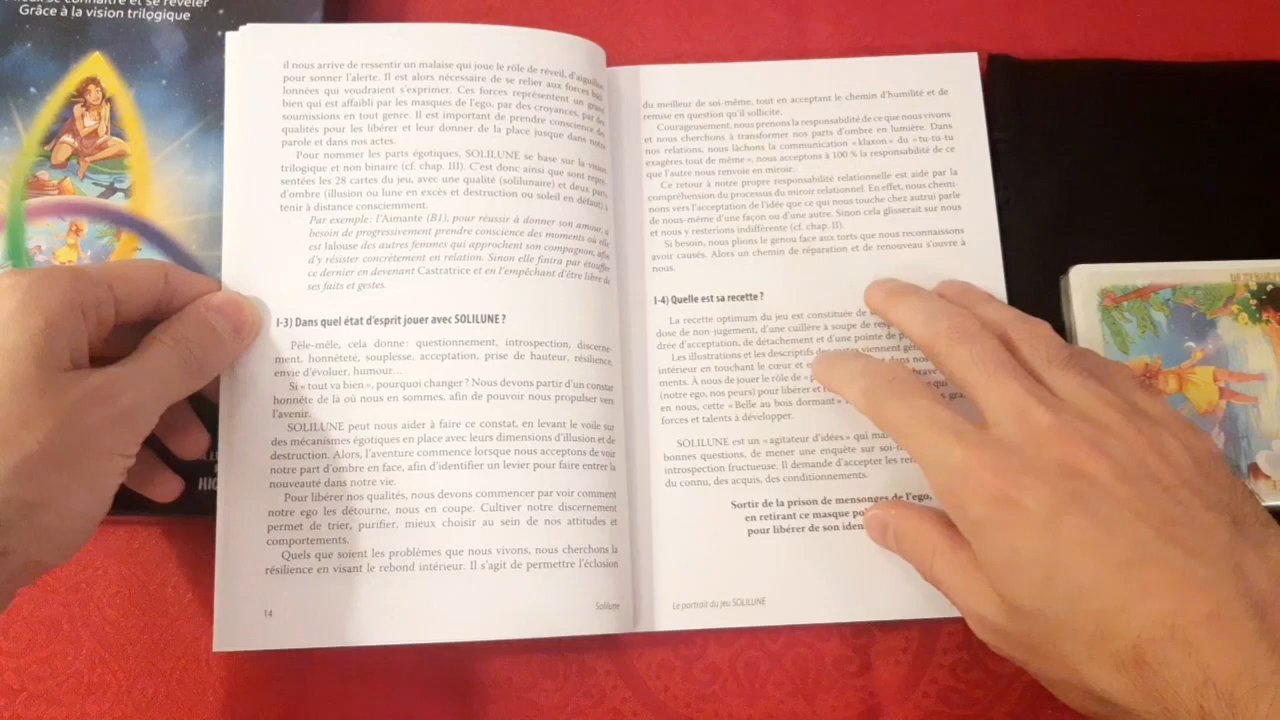 Grâce à la vision trilogique
il nous arrive de ressentir un malaise qui joue le rôle de réveil, d'aiguillon
pour sonner l'alerte. Il est alors nécessaire de se relier aux forces
lonnées qui voudraient s'exprimer. Ces forces représentent un grand
bien qui est affaibli par les masques de l'ego, par des croyances, par des
soumissions en tout genre. Il est important de prendre conscience des
qualités pour les libérer et leur donner de la place jusque dans notre
parole et dans nos actes.
Pour nommer les parts égotiques, SOLILUNE se base sur la vision
trilogique et non binaire (cf. chap. III). C'est donc ainsi que sont repré-
sentées les 28 cartes du jeu, avec une qualité (solilunaire) et deux parts
d'ombre (illusion ou lune en excès et destruction ou soleil en défaut) à
tenir à distance consciemment.
Par exemple : l'Aimante (B1), pour réussir à donner son amour, a
besoin de progressivement prendre conscience des moments où elle
est Jalouse des autres femmes qui approchent son compagnon, afin
d'y résister concrètement en relation. Sinon elle finira par étouffer
ce dernier en devenant Castratrice et en l'empêchant d'être libre de
ses faits et gestes.
I-3) Dans quel état d'esprit jouer avec SOLILUNE ?
Pêle-mêle, cela donne : questionnement, introspection, discerne-
ment, honnêteté, souplesse, acceptation, prise de hauteur, résilience,
envie d'évoluer, humour...
Si « tout va bien », pourquoi changer ? Nous devons partir d'un constat
honnête de là où nous en sommes, afin de pouvoir nous propulser vers
l'avenir.
SOLILUNE peut nous aider à faire ce constat, en levant le voile sur
des mécanismes égotiques en place avec leurs dimensions d'illusion et de
destruction. Alors, l'aventure commence lorsque nous acceptons de voir
notre part d'ombre en face, afin d'identifier un levier pour faire entrer la
nouveauté dans notre vie.
Pour libérer nos qualités, nous devons commencer par voir comment
notre ego les détourne, nous en coupe. Cultiver notre discernement
permet de trier, purifier, mieux choisir au sein de nos attitudes et
comportements.
Quels que soient les problèmes que nous vivons, nous cherchons la
résilience en visant le rebond intérieur. Il s'agit de permettre l'éclosion
14
Solilune
du meilleur de soi-même, tout en acceptant le chemin d'humilité et de
remise en question qu'il sollicite.
Courageusement, nous prenons la responsabilité de ce que nous vivons
et nous cherchons à transformer nos parts d'ombre en lumière. Dans
nos relations, nous lâchons la communication « klaxon » du « tu-tu-tu
exagères tout de même », nous acceptons à 100 % la responsabilité de ce
que l'autre nous renvoie en miroir.
Ce retour à notre propre responsabilité relationnelle est aidé par la
compréhension du processus du miroir relationnel. En effet, nous chemi-
nons vers l'acceptation de l'idée que ce qui nous touche chez autrui parle
de nous-même d'une façon ou d'une autre. Sinon cela glisserait sur nous
et nous y resterions indifférente (cf. chap. II).
Si besoin, nous plions le genou face aux torts que nous reconnaissons
avoir causés. Alors un chemin de réparation et de renouveau s'ouvre à
nous.
I-4) Quelle est sa recette ?
La recette optimum du jeu est constituée de
dose de non-jugement, d'une cuillère à soupe de
drée d'acceptation, de détachement et d'une pointe de
Les illustrations et les descriptifs des cartes viennent
intérieur en touchant le cœur et dans nos
ments. À nous de jouer le rôle de brave
(notre ego, nos peurs) pour libérer et qui
en nous, cette « Belle au bois dormant »
forces et talents à développer.
SOLILUNE est un « agitateur d'idées » qui
bonnes questions, de mener une enquête sur
introspection fructueuse. Il demande d'accepter les
du connu, des acquis, des conditionnements.
Sortir de la prison de mensonges de l'ego,
en retirant ce masque
pour libérer de son
Le portrait du jeu SOLILUNE